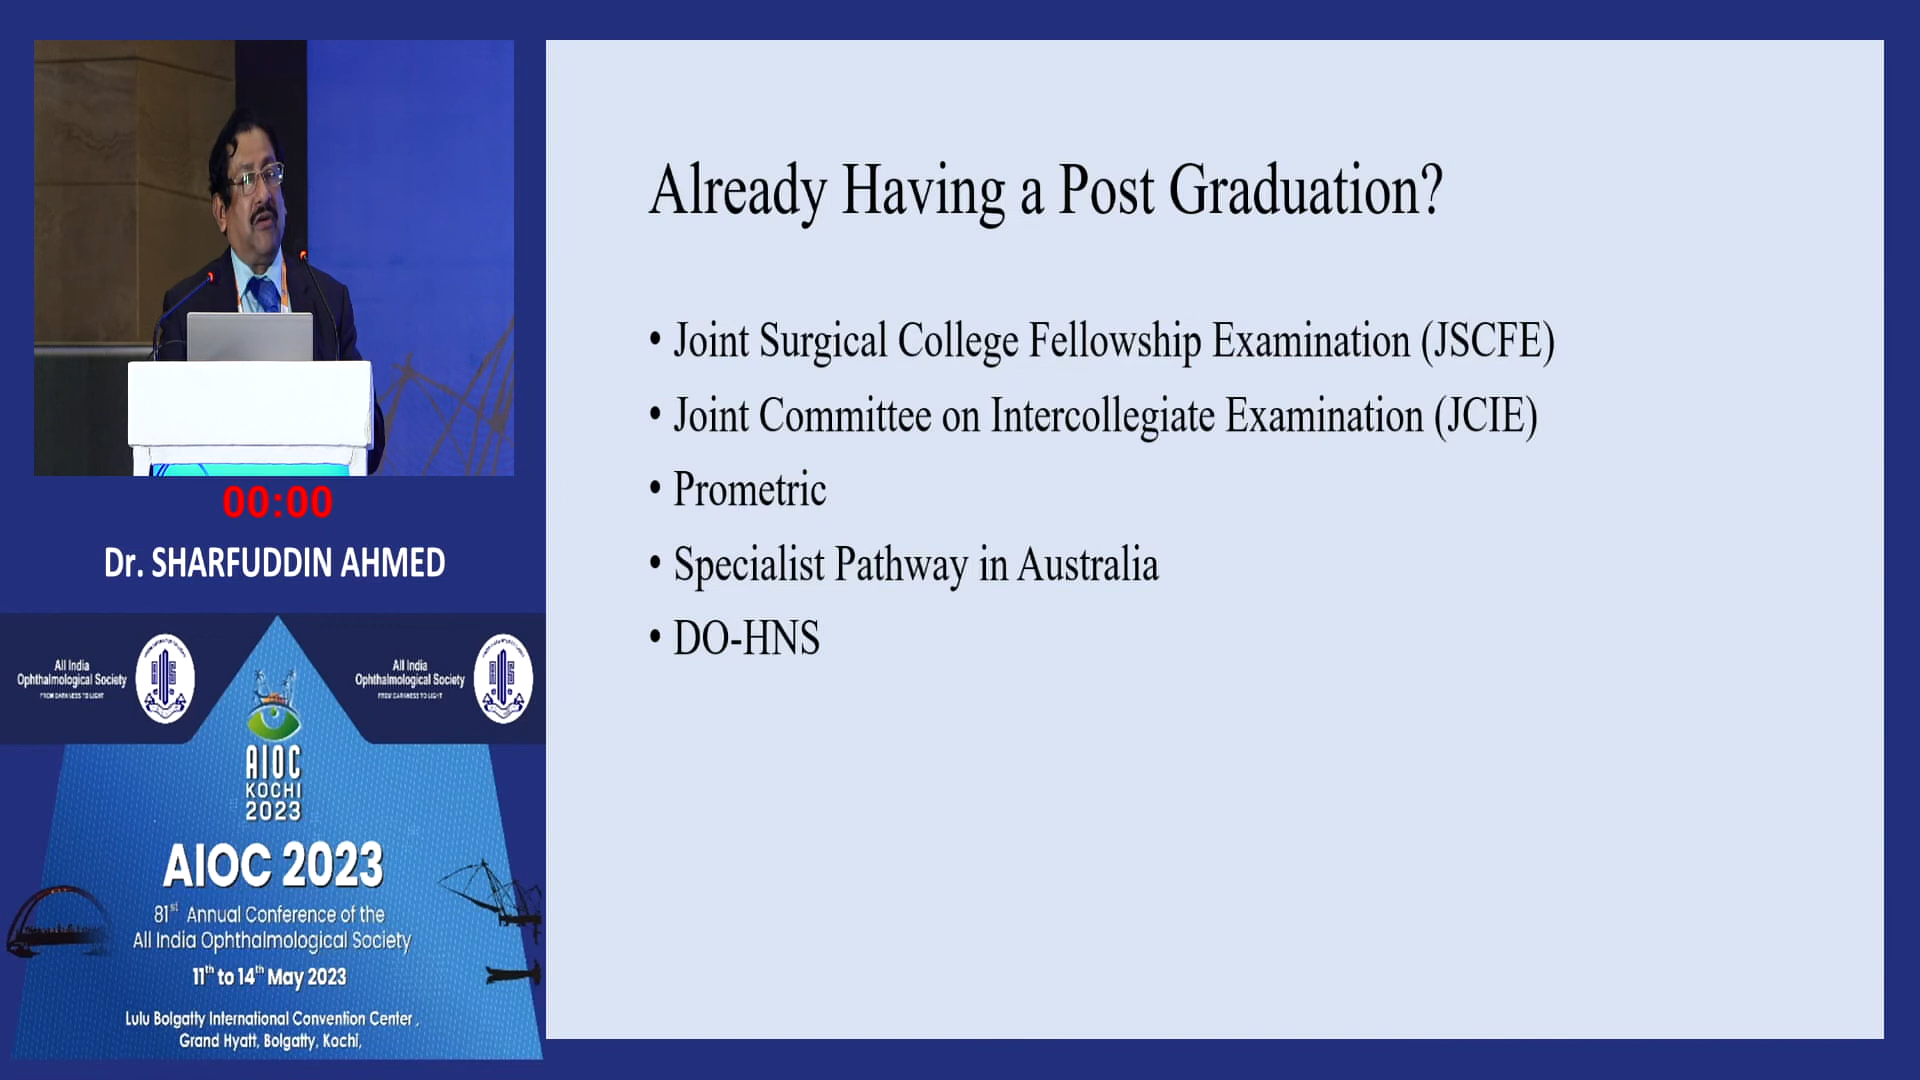 00:00
Dr. SHARFUDDIN AHMED
All India
Ophthalmological Society
FROM DARKNESS TO LIGHT
All India
Ophthalmological Society
FROM DARKNESS TO LIGHT
AIOC
KOCHI
2023
AIOC 2023
81st Annual Conference of the
All India Ophthalmological Society
11th to 14th May 2023
Lulu Bolgatty International Convention Center ,
Grand Hyatt, Bolgatty, Kochi,
Already Having a Post Graduation?
• Joint Surgical College Fellowship Examination (JSCFE)
• Joint Committee on Intercollegiate Examination (JCIE)
• Prometric
• Specialist Pathway in Australia
• DO-HNS